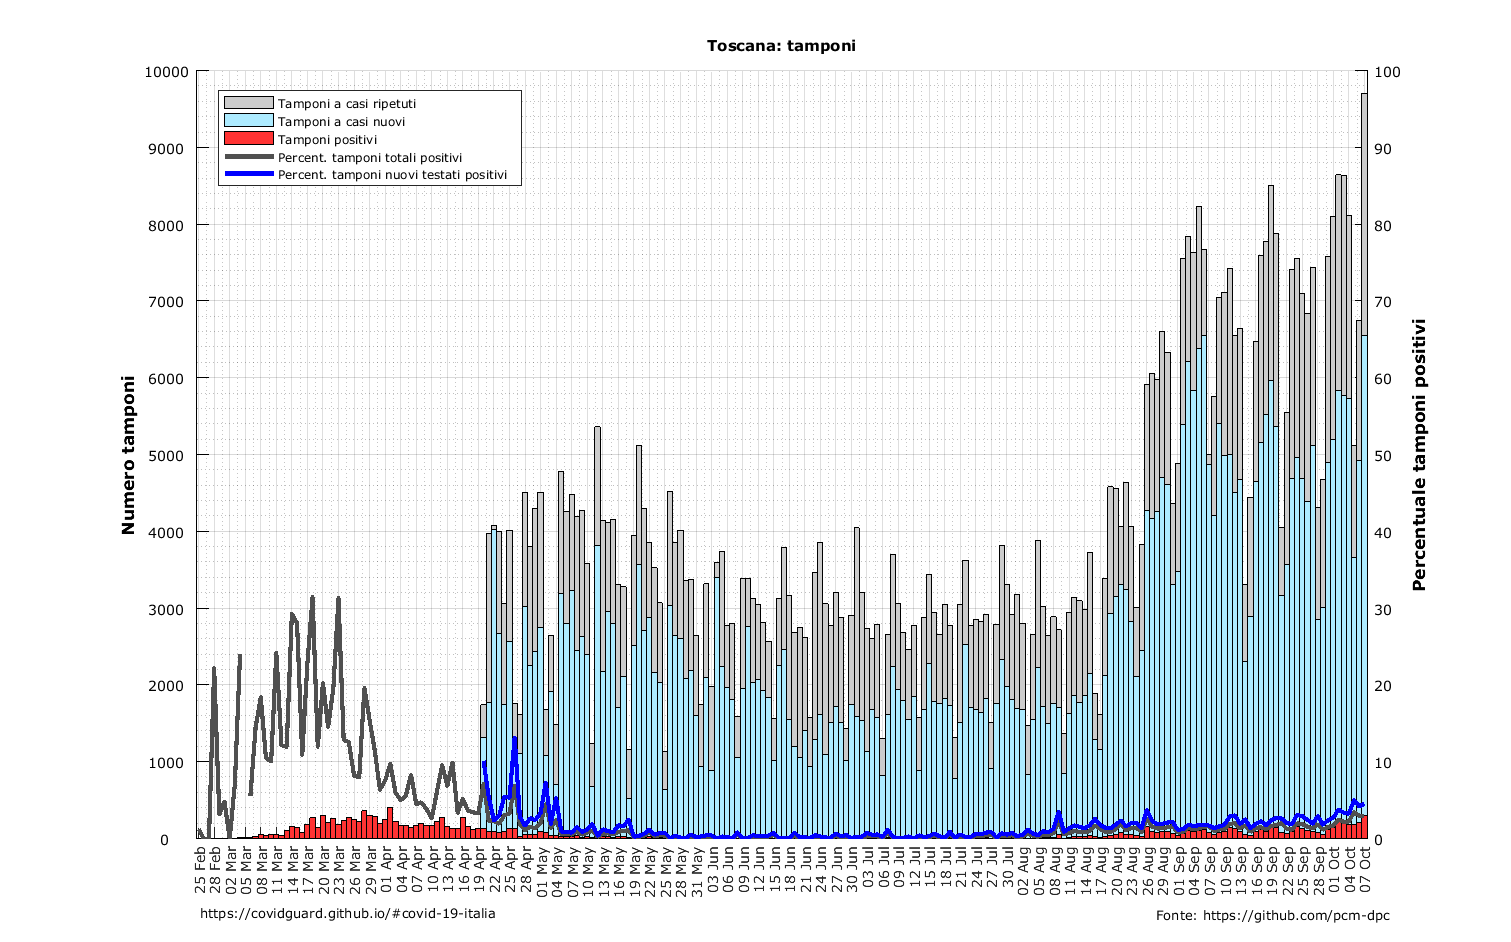 Toscana: tamponi
Tamponi a casi ripetuti
Tamponi a casi nuovi
Tamponi positivi
Percent. tamponi totali positivi
Percent. tamponi nuovi testati positivi
Numero tamponi
10000
9000
8000
7000
6000
5000
4000
3000
2000
1000
0
Percentuale tamponi positivi
100
90
80
70
60
50
40
30
20
10
0
25 Feb
28 Feb
02 Mar
05 Mar
08 Mar
11 Mar
14 Mar
17 Mar
20 Mar
23 Mar
26 Mar
29 Mar
01 Apr
04 Apr
07 Apr
10 Apr
13 Apr
16 Apr
19 Apr
22 Apr
25 Apr
28 Apr
01 May
04 May
07 May
10 May
13 May
16 May
19 May
22 May
25 May
28 May
31 May
03 Jun
06 Jun
09 Jun
12 Jun
15 Jun
18 Jun
21 Jun
24 Jun
27 Jun
30 Jun
03 Jul
06 Jul
09 Jul
12 Jul
15 Jul
18 Jul
21 Jul
24 Jul
27 Jul
30 Jul
02 Aug
05 Aug
08 Aug
11 Aug
14 Aug
17 Aug
20 Aug
23 Aug
26 Aug
29 Aug
01 Sep
04 Sep
07 Sep
10 Sep
13 Sep
16 Sep
19 Sep
22 Sep
25 Sep
28 Sep
01 Oct
04 Oct
07 Oct
https://covidguard.github.io/#covid-19-italia
Fonte: https://github.com/pcm-dpc